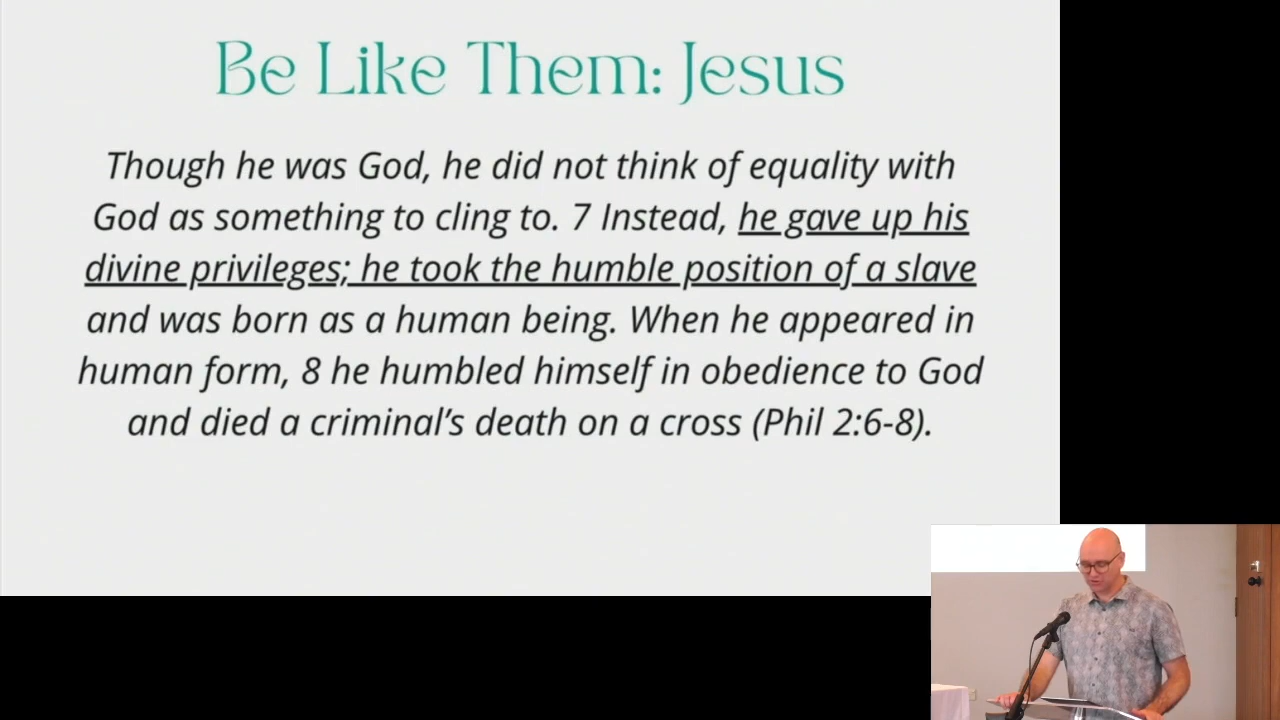 Be Like Them: Jesus
Though he was God, he did not think of equality with
God as something to cling to. 7 Instead, he gave up his
divine privileges; he took the humble position of a slave
and was born as a human being. When he appeared in
human form, 8 he humbled himself in obedience to God
and died a criminal’s death on a cross (Phil 2:6-8).